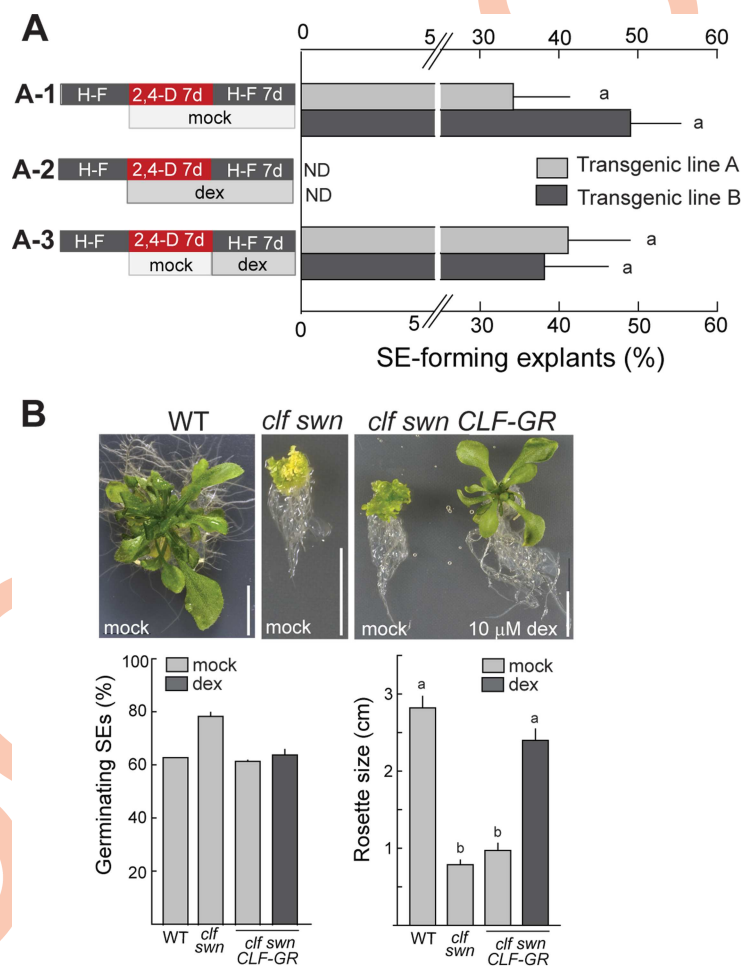 A
0 5 30 40 50 60
A-1 H-F 2,4-D 7d H-F 7d
mock
a
a
A-2 H-F 2,4-D 7d H-F 7d
dex
ND
ND
Transgenic line A
Transgenic line B
A-3 H-F 2,4-D 7d H-F 7d
mock dex
a
a
0 5 30 40 50 60
SE-forming explants (%)
B
WT clf swn clf swn CLF-GR
mock mock mock 10 μM dex
Germinating SEs (%)
100
80
60
40
20
mock
dex
WT
clf
swn
clf swn
CLF-GR
Rosette size (cm)
3
2
1
mock
dex
a
b
b
a
WT
clf
swn
clf swn
CLF-GR